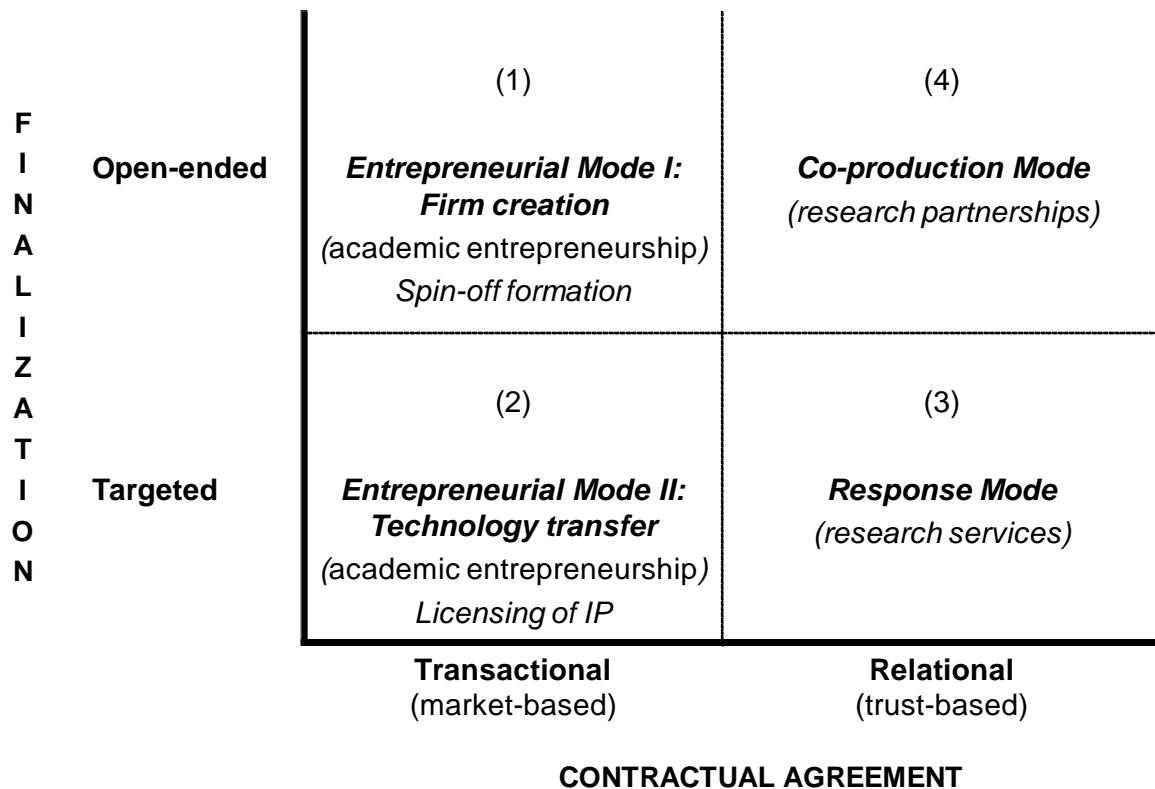 FINALIZATION
(1)
(4)
Open-ended
Entrepreneurial Mode I:
Firm creation
(academic entrepreneurship)
Spin-off formation
Co-production Mode
(research partnerships)
(2)
(3)
Targeted
Entrepreneurial Mode II:
Technology transfer
(academic entrepreneurship)
Licensing of IP
Response Mode
(research services)
Transactional
(market-based)
Relational
(trust-based)
CONTRACTUAL AGREEMENT